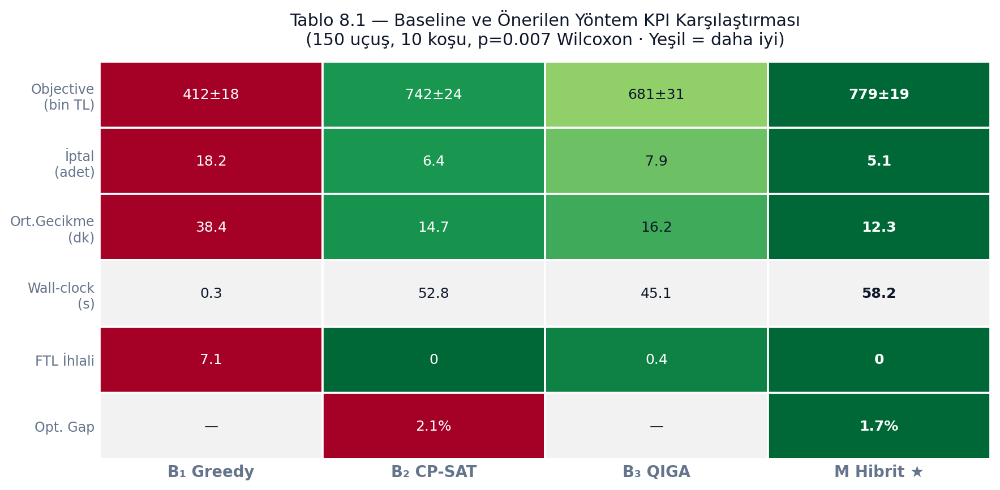 Tablo 8.1 — Baseline ve Önerilen Yöntem KPI Karşılaştırması
(150 uçuş, 10 koşu, p=0.007 Wilcoxon · Yeşil = daha iyi)
Objective
(bin TL)
412±18
742±24
681±31
779±19
İptal
(adet)
18.2
6.4
7.9
5.1
Ort.Gecikme
(dk)
38.4
14.7
16.2
12.3
Wall-clock
(s)
0.3
52.8
45.1
58.2
FTL İhlali
7.1
0
0.4
0
Opt. Gap
—
2.1%
—
1.7%
B₁ Greedy
B₂ CP-SAT
B₃ QIGA
M Hibrit ★